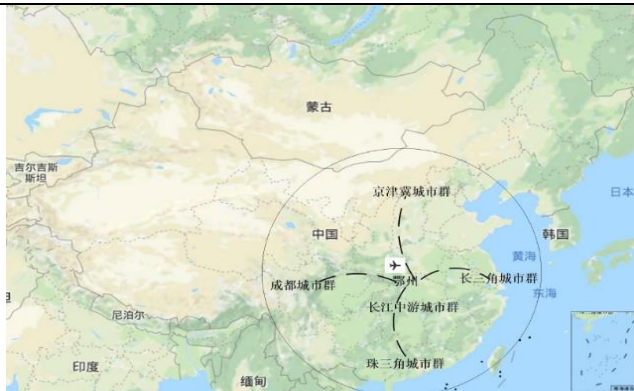 蒙古
吉尔吉斯
斯坦
京津冀城市群
日本
中国
韩国
黄海
成都城市群
鄂州
长三角城市群
东海
长江中游城市群
尼泊尔
珠三角城市群
印度
缅甸